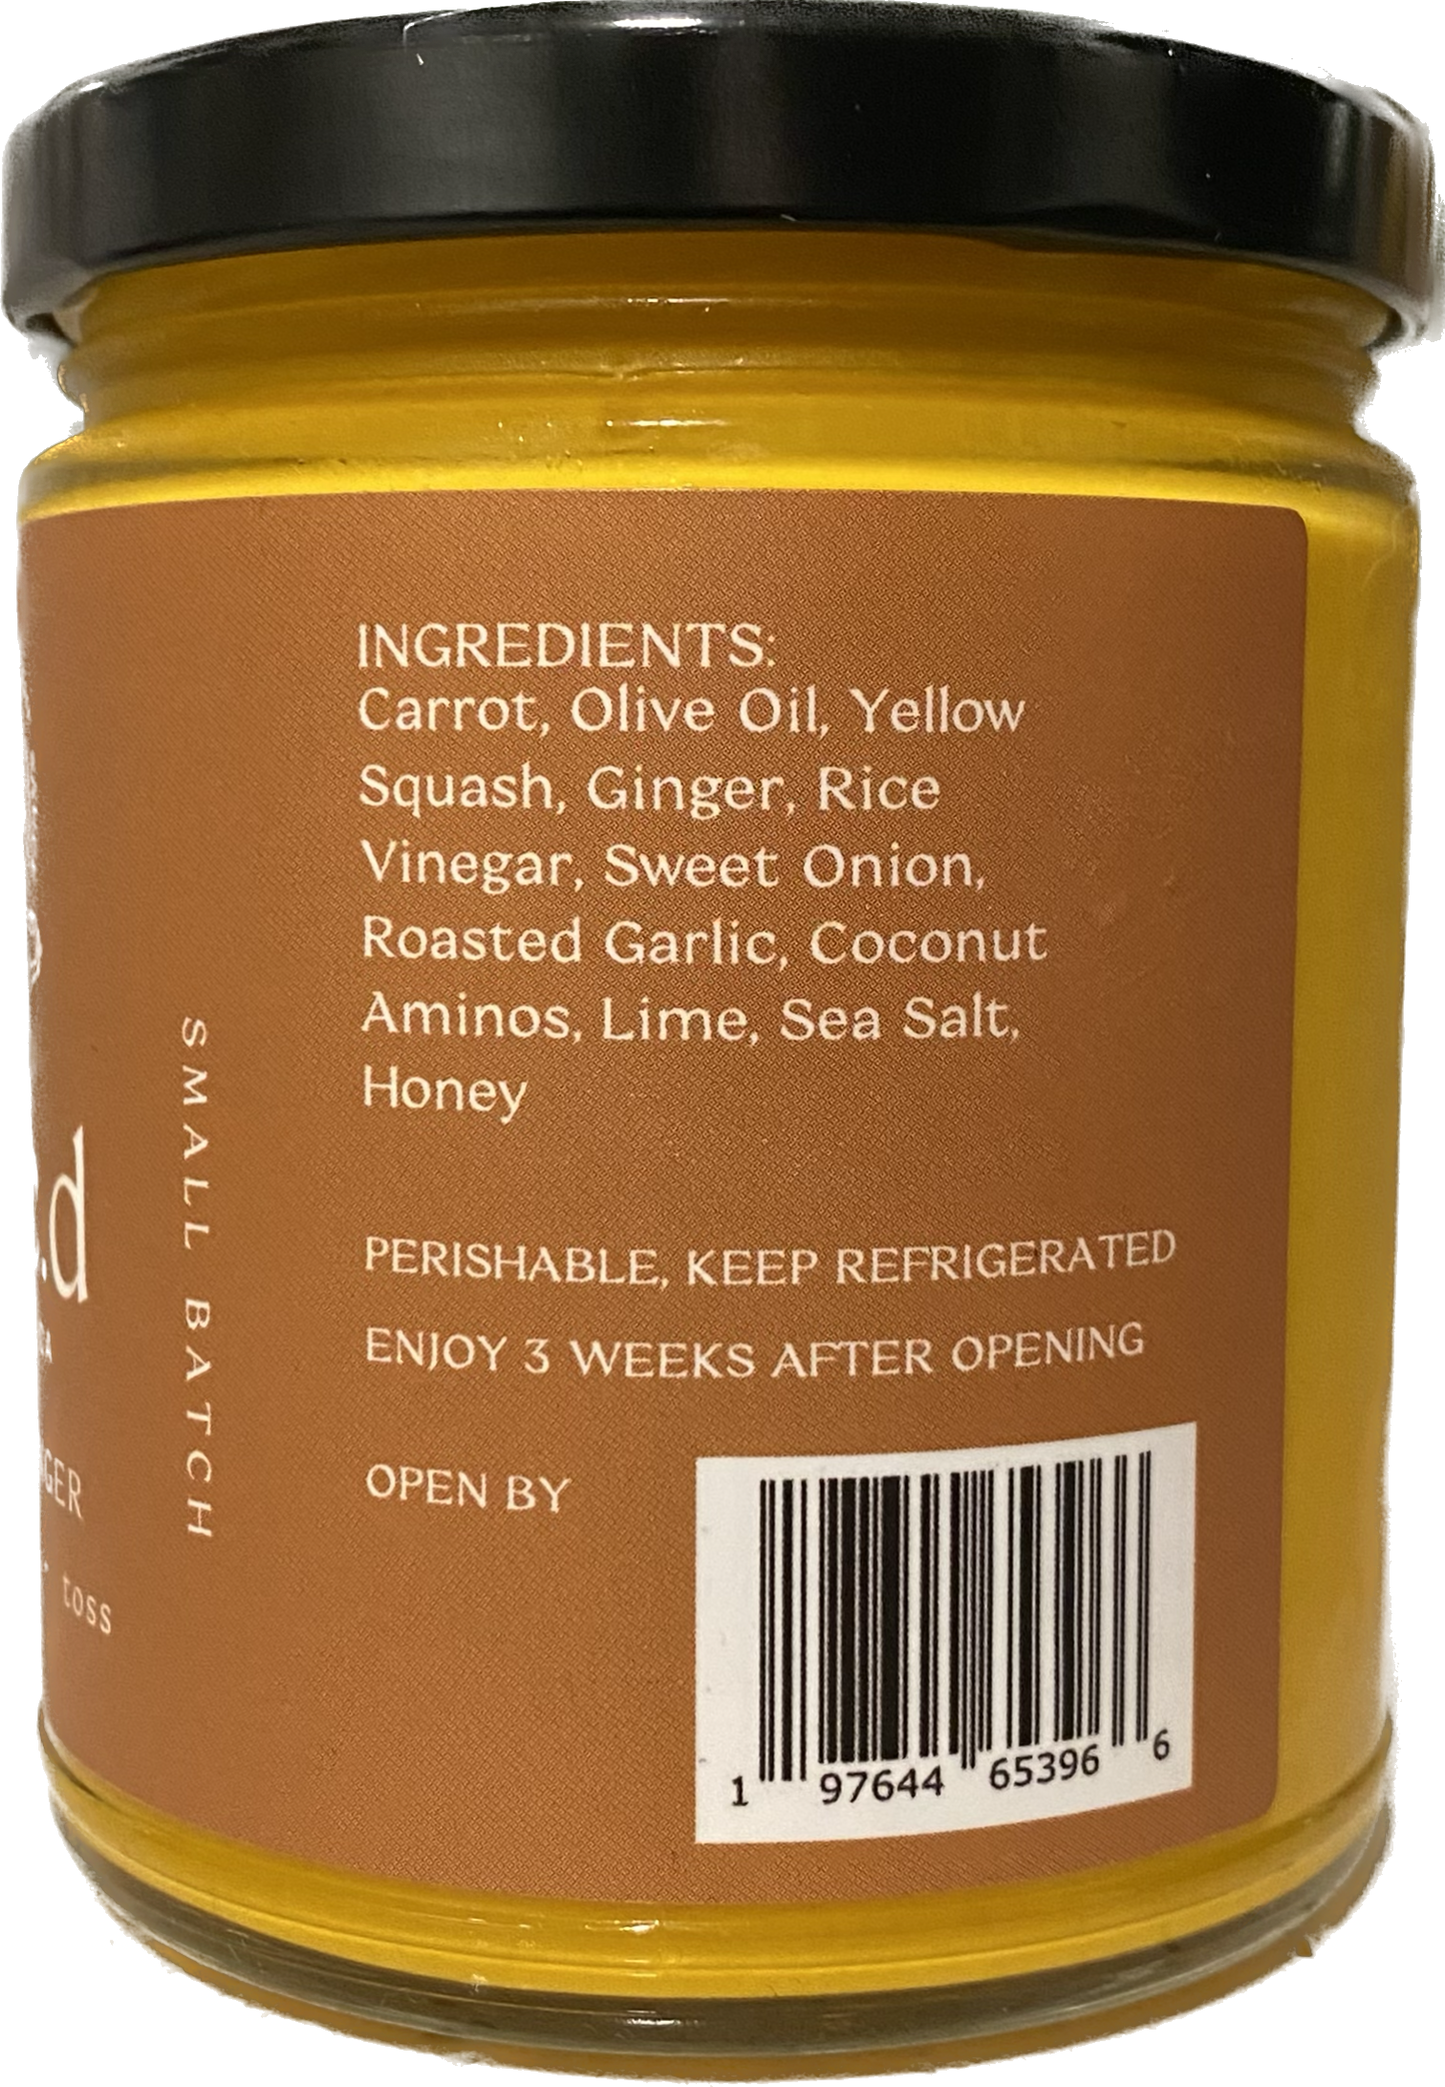 INGREDIENTS:
Carrot, Olive Oil, Yellow
Squash, Ginger, Rice
Vinegar, Sweet Onion,
Roasted Garlic, Coconut
Aminos, Lime, Sea Salt,
Honey
PERISHABLE, KEEP REFRIGERATED
ENJOY 3 WEEKS AFTER OPENING
OPEN BY
1 97644 65396 6
SMALL BATCH
toss